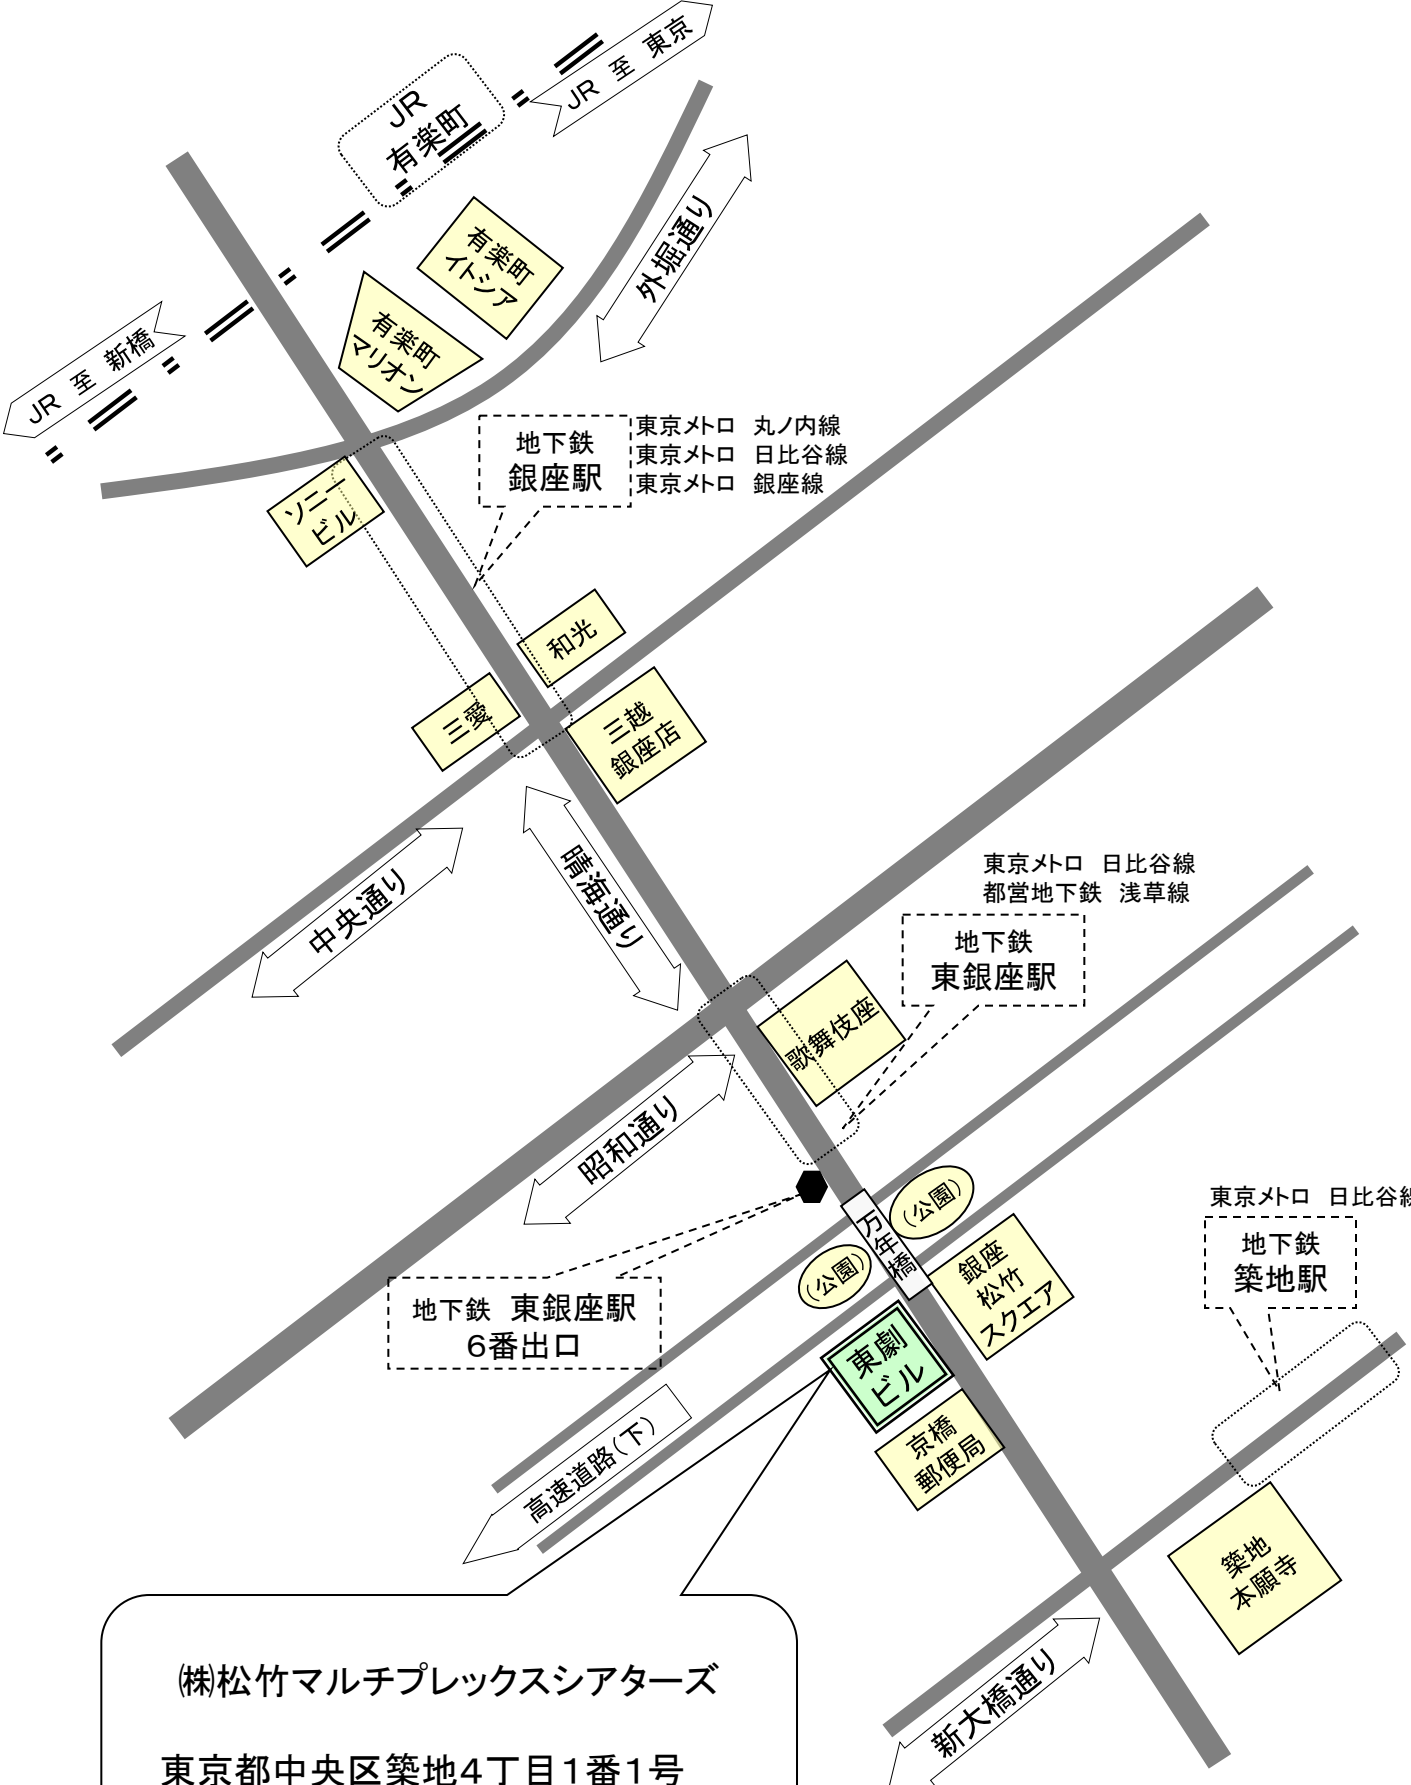 JR 至 東京
JR
有楽町
外堀通り
有楽町
イトシア
有楽町
マリオン
JR 至 新橋
地下鉄
銀座駅
東京メトロ 丸ノ内線
東京メトロ 日比谷線
東京メトロ 銀座線
ソニー
ビル
和光
三愛
三越
銀座店
中央通り
晴海通り
東京メトロ 日比谷線
都営地下鉄 浅草線
地下鉄
東銀座駅
歌舞伎座
昭和通り
(公園)
万年橋
(公園)
東京メトロ 日比谷線
地下鉄
築地駅
銀座
松竹
スクエア
地下鉄 東銀座駅
6番出口
東劇
ビル
京橋
郵便局
高速道路(下)
築地
本願寺
新大橋通り
㈱松竹マルチプレックスシアターズ
東京都中央区築地4丁目1番1号